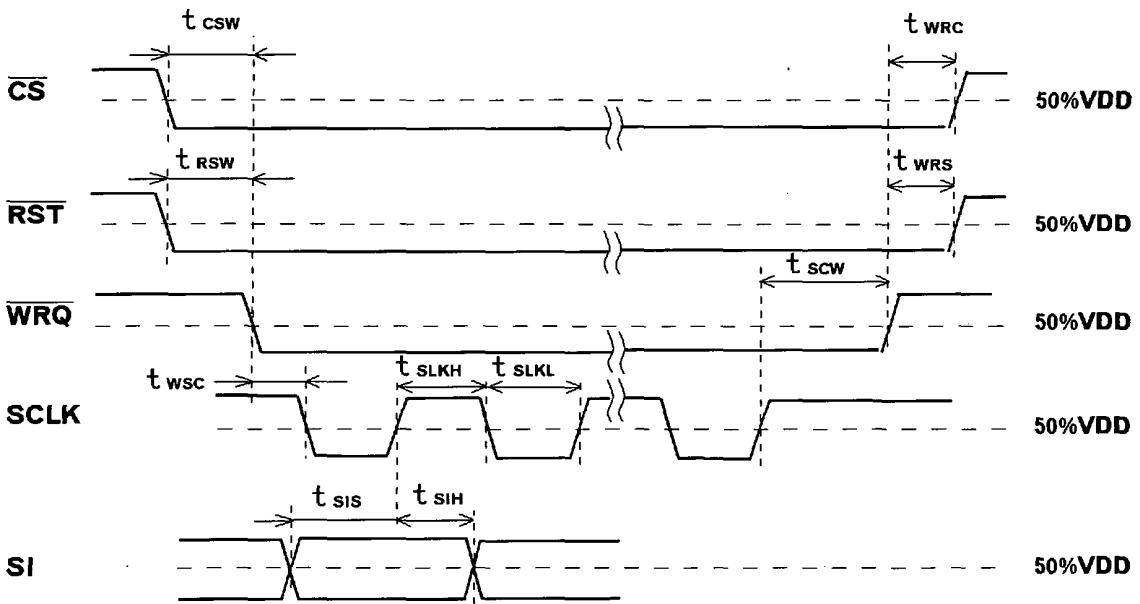 t CSW
t WRC
CS
50%VDD
t RSW
t WRS
RST
50%VDD
t SCW
WRQ
50%VDD
t WSC
t SLKH
t SLKL
SCLK
50%VDD
t SIS
t SIH
SI
50%VDD